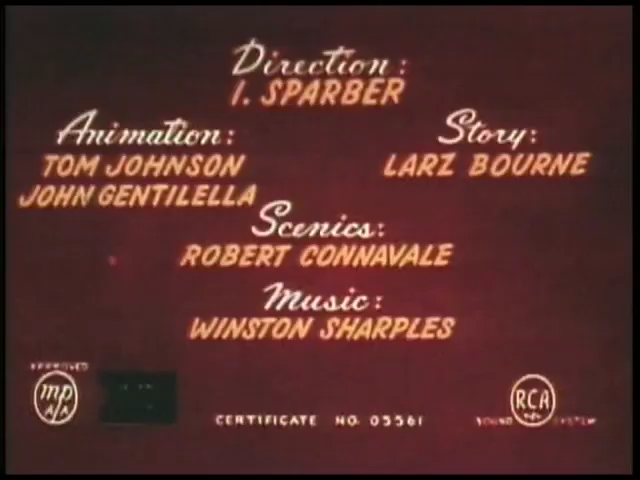 Direction:
I. SPARBER
Animation:
TOM JOHNSON
JOHN GENTILELLA
Story:
LARZ BOURNE
Scenics:
ROBERT CONNAVALE
Music:
WINSTON SHARPLES
APPROVED
mp
A/A
CERTIFICATE NO. 05561
RCA
SOUND SYSTEM